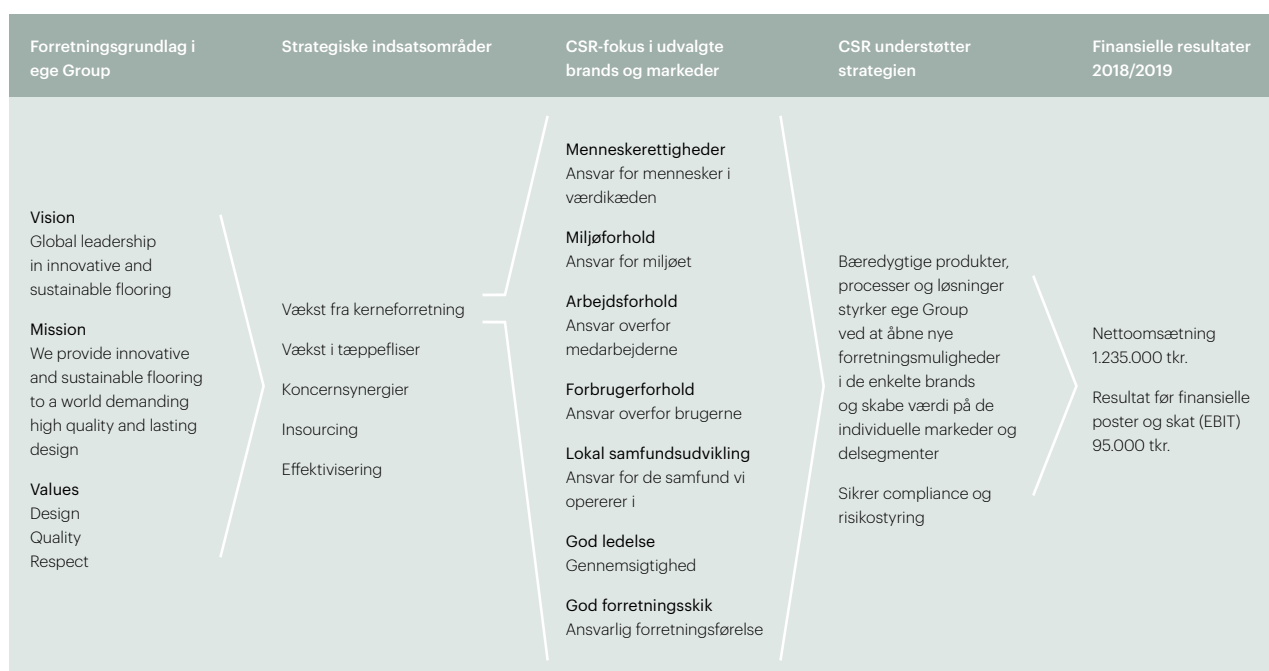 Forretningsgrundlag i
ege Group
Strategiske indsatsområder
CSR-fokus i udvalgte
brands og markeder
CSR understøtter
strategien
Finansielle resultater
2018/2019
Vision
Global leadership
in innovative and
sustainable flooring
Mission
We provide innovative
and sustainable flooring
to a world demanding
high quality and lasting
design
Values
Design
Quality
Respect
Vækst fra kerneforretning
Vækst i tæppefliser
Koncernsynergier
Insourcing
Effektivisering
Menneskerettigheder
Ansvar for mennesker i
værdikæden
Miljøforhold
Ansvar for miljøet
Arbejdsforhold
Ansvar overfor
medarbejderne
Forbrugerforhold
Ansvar overfor brugerne
Lokal samfundsudvikling
Ansvar for de samfund vi
opererer i
God ledelse
Gennemsigtighed
God forretningsskik
Ansvarlig forretningsførelse
Bæredygtige produkter,
processer og løsninger
styrker ege Group
ved at åbne nye
forretningsmuligheder
i de enkelte brands
og skabe værdi på de
individuelle markeder og
delsegmenter
Sikrer compliance og
risikostyring
Nettoomsætning
1.235.000 tkr.
Resultat før finansielle
poster og skat (EBIT)
95.000 tkr.